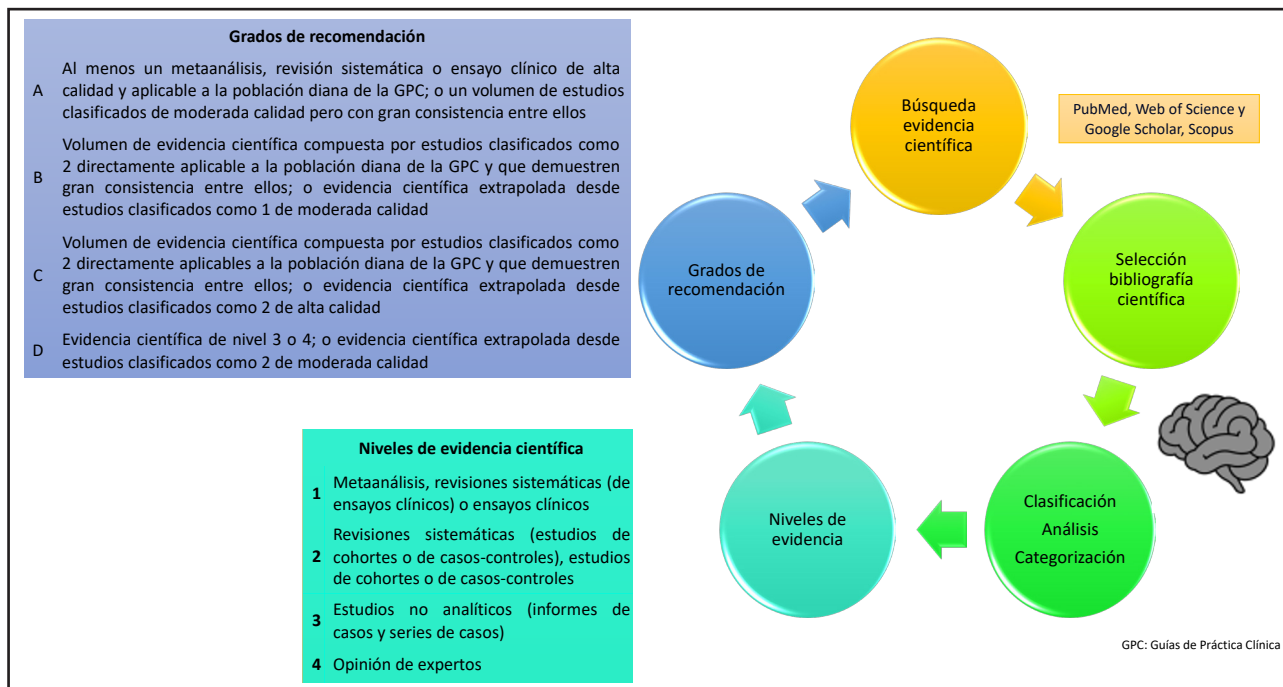 Grados de recomendación
A
Al menos un metaanálisis, revisión sistemática o ensayo clínico de alta
calidad y aplicable a la población diana de la GPC; o un volumen de estudios
clasificados de moderada calidad pero con gran consistencia entre ellos
B
Volumen de evidencia científica compuesta por estudios clasificados como
2 directamente aplicable a la población diana de la GPC y que demuestren
gran consistencia entre ellos; o evidencia científica extrapolada desde
estudios clasificados como 1 de moderada calidad
C
Volumen de evidencia científica compuesta por estudios clasificados como
2 directamente aplicables a la población diana de la GPC y que demuestren
gran consistencia entre ellos; o evidencia científica extrapolada desde
estudios clasificados como 2 de alta calidad
D
Evidencia científica de nivel 3 o 4; o evidencia científica extrapolada desde
estudios clasificados como 2 de moderada calidad
Niveles de evidencia científica
1
Metaanálisis, revisiones sistemáticas (de
ensayos clínicos) o ensayos clínicos
2
Revisiones sistemáticas (estudios de
cohortes o de casos-controles), estudios
de cohortes o de casos-controles
3
Estudios no analíticos (informes de
casos y series de casos)
4
Opinión de expertos
Búsqueda
evidencia
científica
PubMed, Web of Science y
Google Scholar, Scopus
Selección
bibliografía
científica
Clasificación
Análisis
Categorización
Niveles de
evidencia
Grados de
recomendación
GPC: Guías de Práctica Clínica